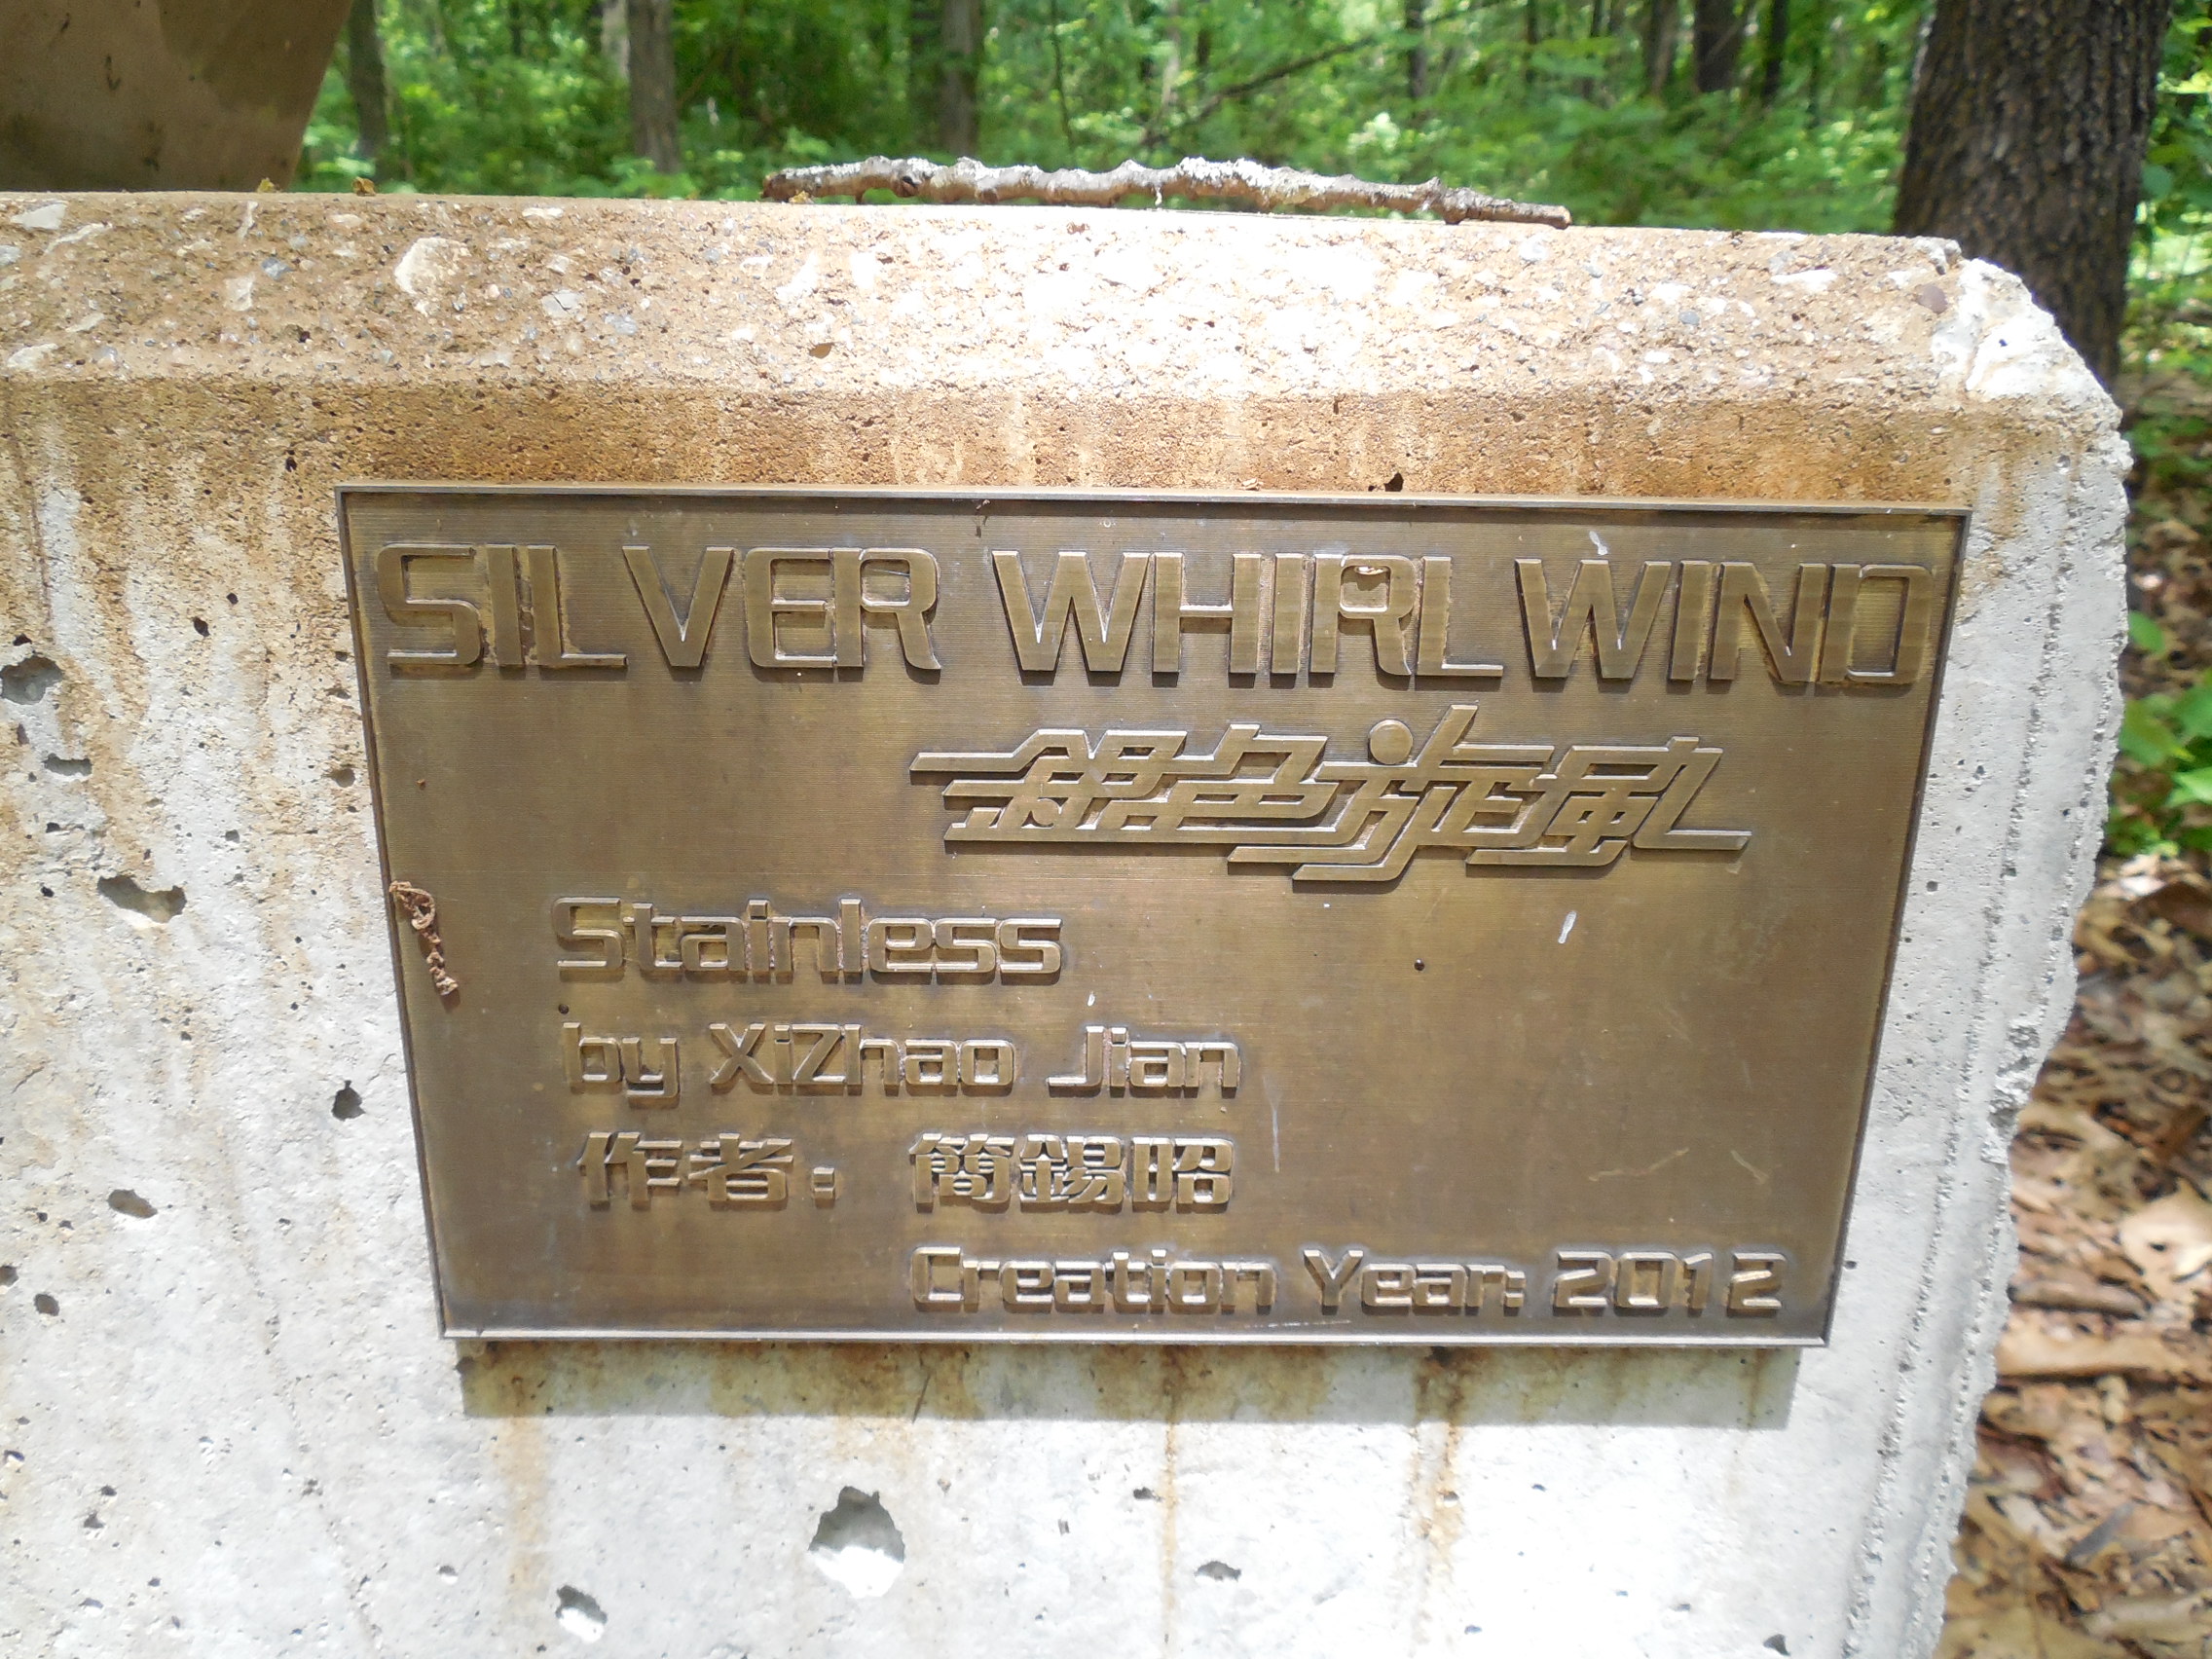 SILVER WHIRLWIND
銀色旋風
Stainless
by XiZhao Jian
作者：簡錫昭
Creation Year: 2012